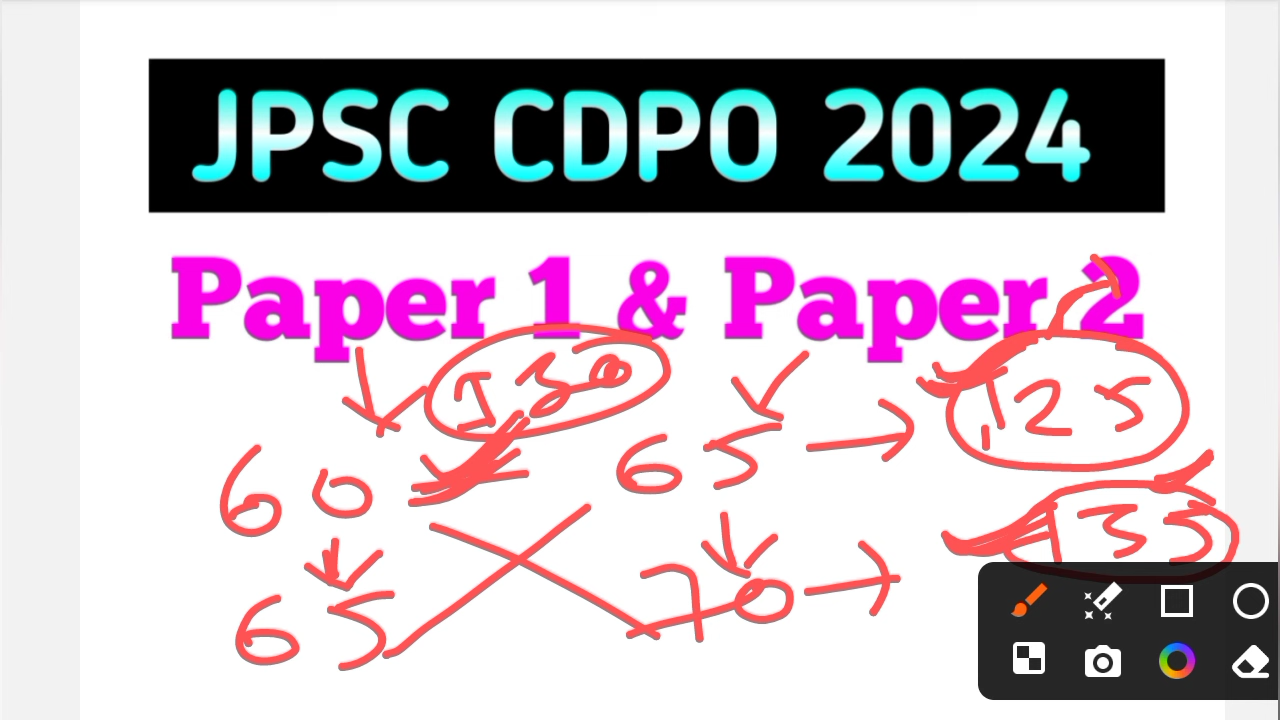 JPSC CDPO 2024
Paper 1 & Paper 2
130
60 65 → 125
65 70 → 135